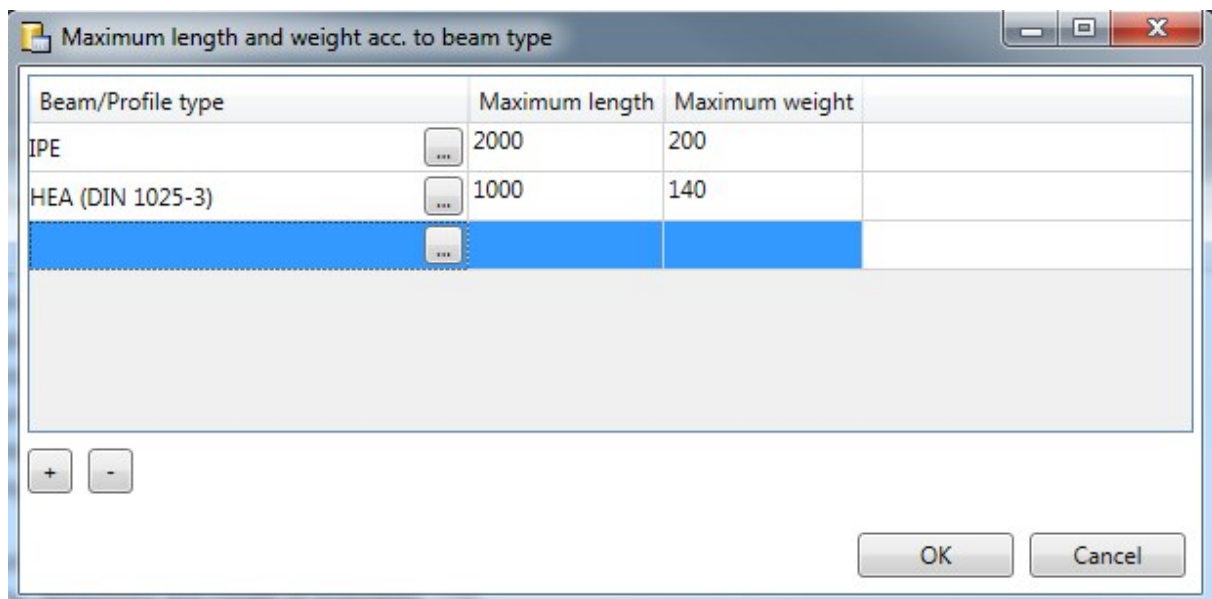 Maximum length and weight acc. to beam type
Beam/Profile type Maximum length Maximum weight
IPE ... 2000 200
HEA (DIN 1025-3) ... 1000 140
...
+ -
OK Cancel